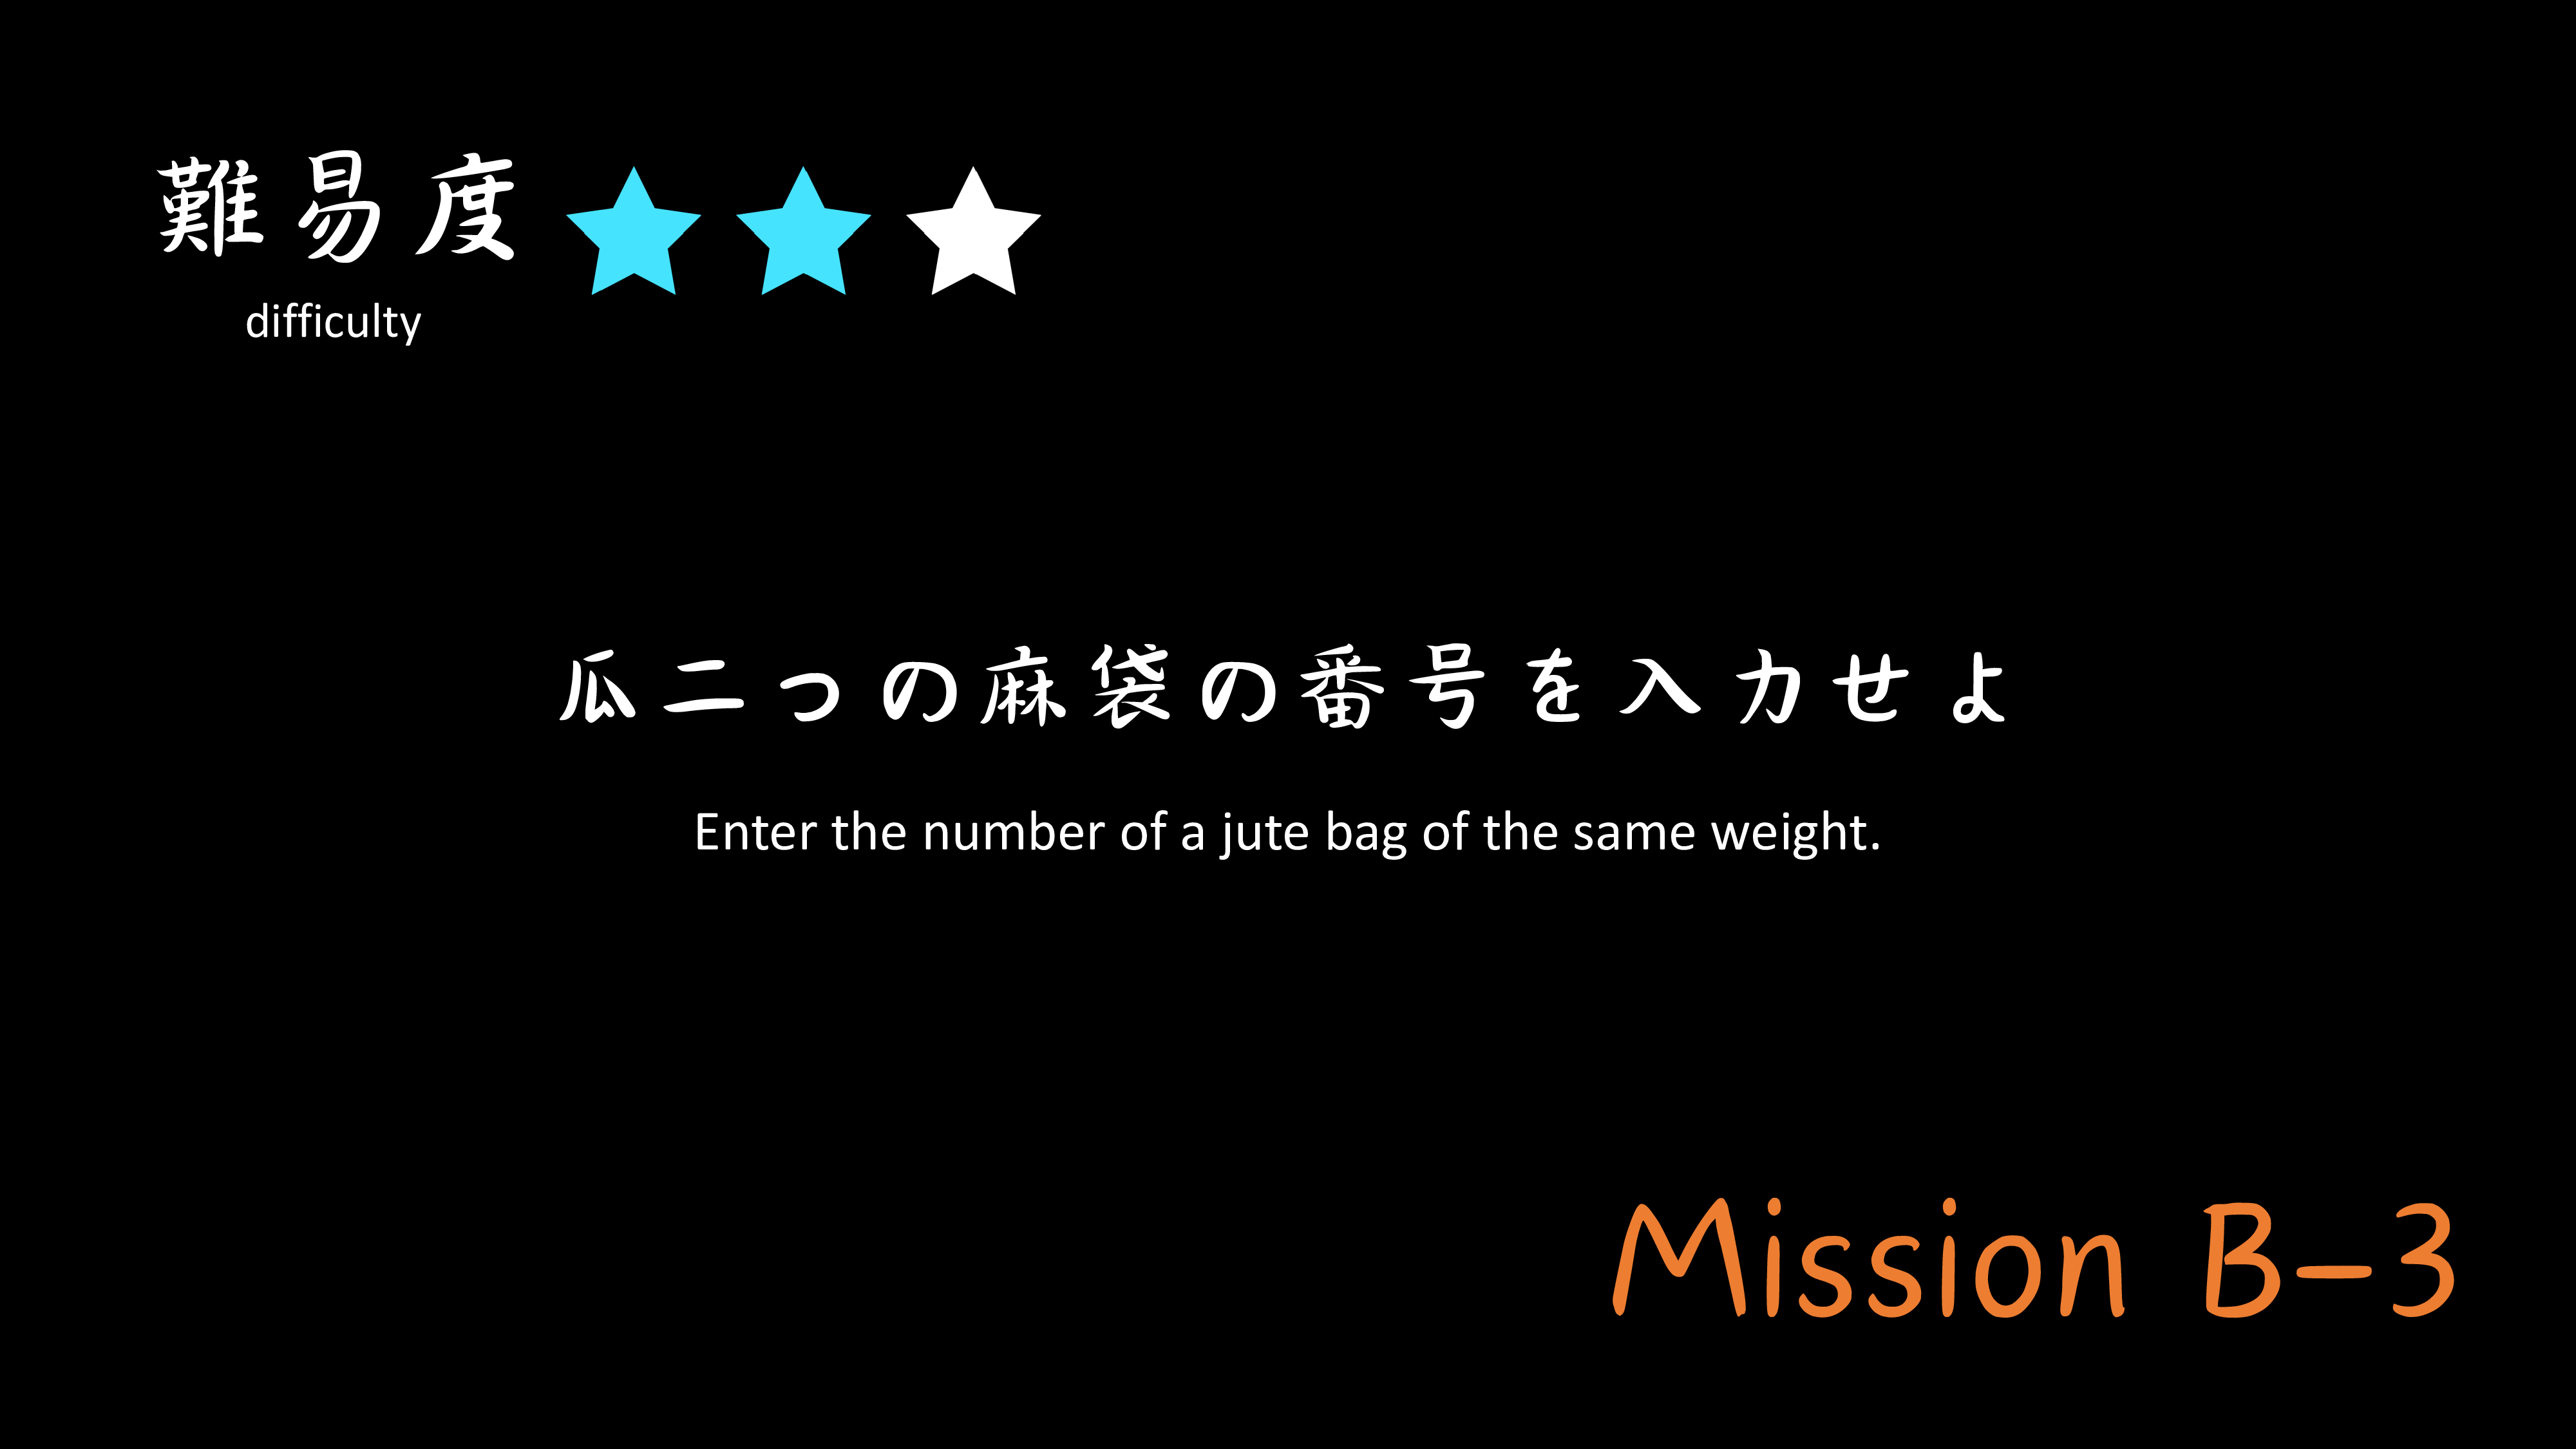 難易度
difficulty
瓜二つの麻袋の番号を入力せよ
Enter the number of a jute bag of the same weight.
Mission B-3